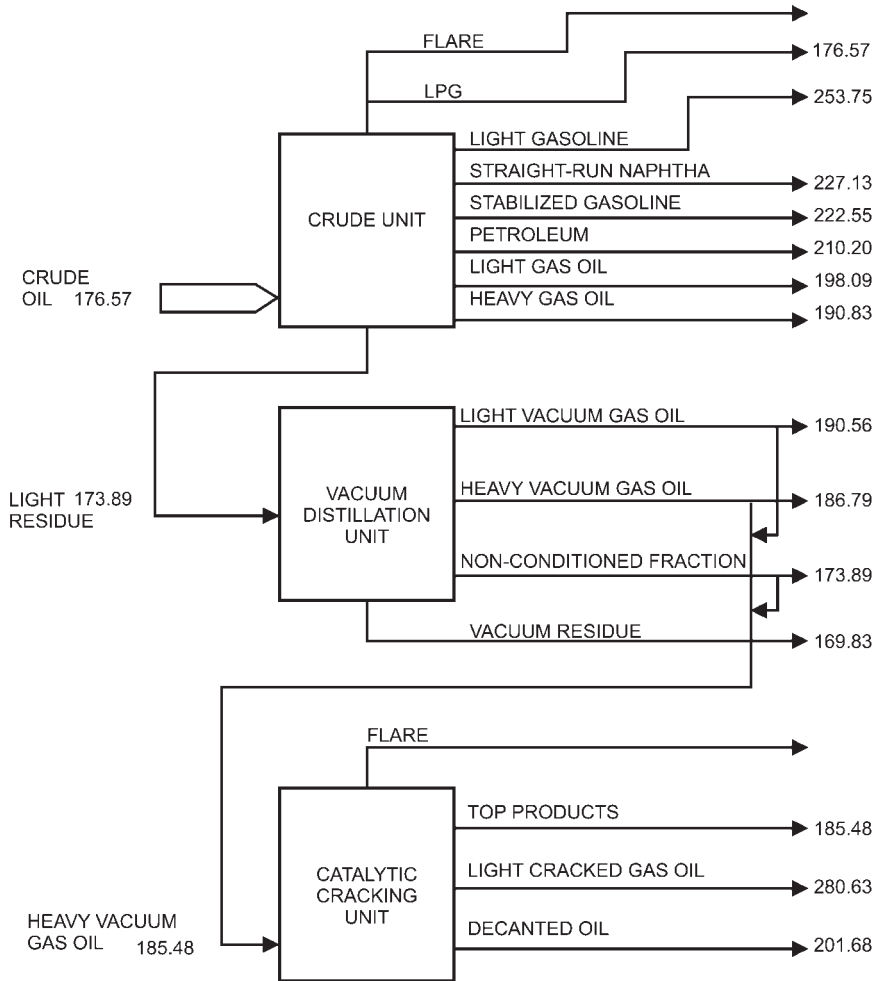 FLARE
176.57
LPG
253.75
LIGHT GASOLINE
STRAIGHT-RUN NAPHTHA
227.13
STABILIZED GASOLINE
222.55
CRUDE UNIT
PETROLEUM
210.20
LIGHT GAS OIL
198.09
CRUDE
OIL 176.57
HEAVY GAS OIL
190.83
LIGHT VACUUM GAS OIL
190.56
LIGHT 173.89
RESIDUE
VACUUM
DISTILLATION
UNIT
HEAVY VACUUM GAS OIL
186.79
NON-CONDITIONED FRACTION
173.89
VACUUM RESIDUE
169.83
FLARE
TOP PRODUCTS
185.48
CATALYTIC
CRACKING
UNIT
LIGHT CRACKED GAS OIL
280.63
HEAVY VACUUM
GAS OIL 185.48
DECANTED OIL
201.68